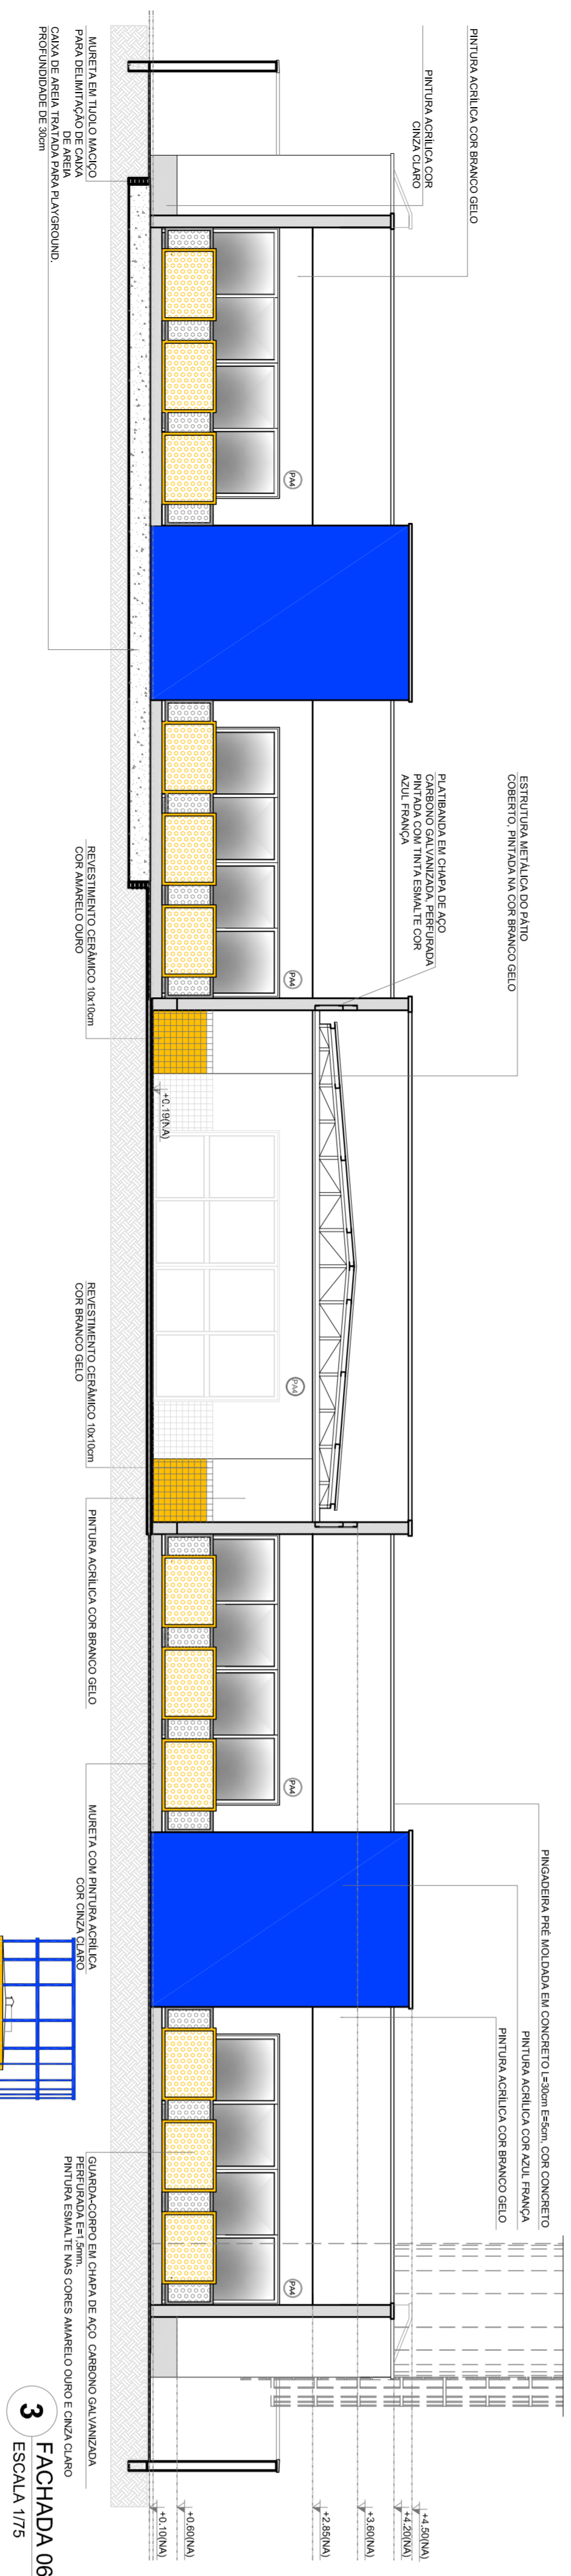 PINTURA ACRÍLICA COR BRANCO GELO
PINTURA ACRÍLICA COR
CINZA CLARO
MURETA EM TIJOLO MACIÇO
PARA DELIMITAÇÃO DE CAIXA
DE AREIA
CAIXA DE AREIA TRATADA PARA PLAYGROUND.
PROFUNDIDADE DE 30cm
PA4
ESTRUTURA METÁLICA DO PÁTIO
COBERTO, PINTADA NA COR BRANCO GELO
PLATIBANDA EM CHAPA DE AÇO
CARBONO GALVANIZADA, PERFURADA
PINTADA COM TINTA ESMALTE COR
AZUL FRANÇA
PA4
REVESTIMENTO CERÂMICO 10x10cm
COR AMARELO OURO
+0.19(NA)
PA4
REVESTIMENTO CERÂMICO 10x10cm
COR BRANCO GELO
PINTURA ACRÍLICA COR BRANCO GELO
PA4
MURETA COM PINTURA ACRÍLICA
COR CINZA CLARO
PINGADEIRA PRÉ MOLDADA EM CONCRETO L=30cm E=5cm, COR CONCRETO
PINTURA ACRÍLICA COR AZUL FRANÇA
PINTURA ACRÍLICA COR BRANCO GELO
PA4
GUARDA-CORPO EM CHAPA DE AÇO CARBONO GALVANIZADA
PERFURADA E=1,5mm,
PINTURA ESMALTE NAS CORES AMARELO OURO E CINZA CLARO
+4.50(NA)
+4.20(NA)
+3.60(NA)
+2.85(NA)
+0.60(NA)
+0.10(NA)
3
FACHADA 06
ESCALA 1/75